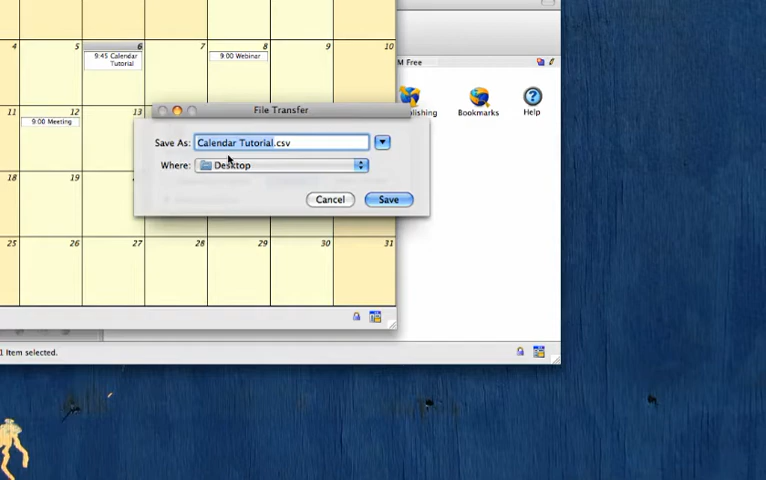 4 5 6 7 8 9 10
9:45 Calendar
Tutorial
9:00 Webinar
M Free
File Transfer
blishing Bookmarks Help
11 12 13
9:00 Meeting
Save As: Calendar Tutorial.csv
Where: Desktop
18 19
Cancel Save
25 26 27 28 29 30 31
1 Item selected.